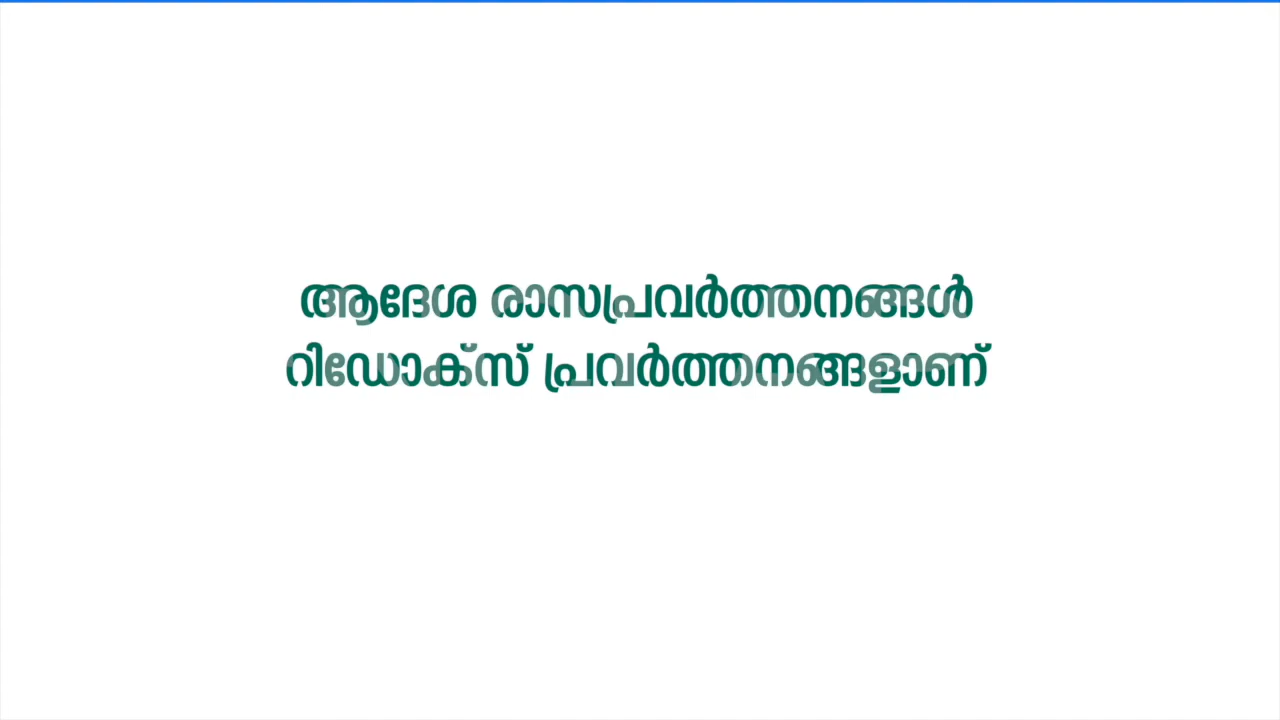 ആദേശ രാസപ്രവർത്തനങ്ങൾ
റിഡോക്സ് പ്രവർത്തനങ്ങളാണ്